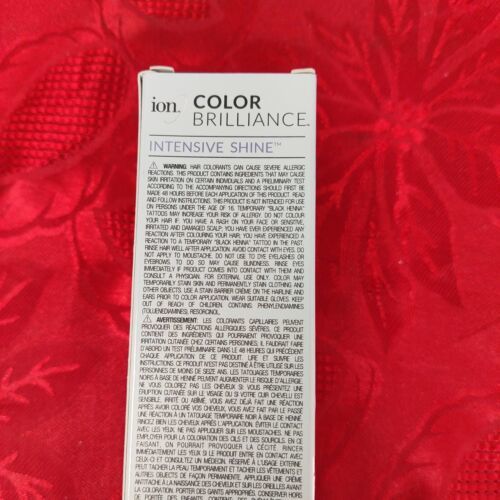 ion
COLOR
BRILLIANCE™
INTENSIVE SHINE™
⚠ WARNING: HAIR COLORANTS CAN CAUSE SEVERE ALLERGIC
REACTIONS. THIS PRODUCT CONTAINS INGREDIENTS THAT MAY CAUSE
SKIN IRRITATION ON CERTAIN INDIVIDUALS AND A PRELIMINARY TEST
ACCORDING TO THE ACCOMPANYING DIRECTIONS SHOULD FIRST BE
MADE 48 HOURS BEFORE EACH APPLICATION OF THIS PRODUCT. READ
AND FOLLOW INSTRUCTIONS. THIS PRODUCT IS NOT INTENDED FOR USE
ON PERSONS UNDER THE AGE OF 16. TEMPORARY "BLACK HENNA"
TATTOOS MAY INCREASE YOUR RISK OF ALLERGY. DO NOT COLOUR
YOUR HAIR IF: YOU HAVE A RASH ON YOUR FACE OR SENSITIVE,
IRRITATED AND DAMAGED SCALP; YOU HAVE EVER EXPERIENCED ANY
REACTION AFTER COLOURING YOUR HAIR; YOU HAVE EXPERIENCED A
REACTION TO A TEMPORARY "BLACK HENNA" TATTOO IN THE PAST.
RINSE HAIR WELL AFTER APPLICATION. AVOID CONTACT WITH EYES. DO
NOT APPLY TO MOUSTACHE. DO NOT USE TO DYE EYELASHES OR
EYEBROWS. TO DO SO MAY CAUSE BLINDNESS. RINSE EYES
IMMEDIATELY IF PRODUCT COMES INTO CONTACT WITH THEM AND
CONSULT A PHYSICIAN. FOR EXTERNAL USE ONLY. COLOR MAY
TEMPORARILY STAIN SKIN AND PERMANENTLY STAIN CLOTHING AND
OTHER OBJECTS. USE A STAIN BARRIER CRÈME ON THE HAIRLINE AND
EARS PRIOR TO COLOR APPLICATION. WEAR SUITABLE GLOVES. KEEP
OUT OF REACH OF CHILDREN. CONTAINS PHENYLENEDIAMINES
(TOLUENEDIAMINES), RESORCINOL.
⚠ AVERTISSEMENT: LES COLORANTS CAPILLAIRES PEUVENT
PROVOQUER DES RÉACTIONS ALLERGIQUES SÉVÈRES. CE PRODUIT
CONTIENT DES INGRÉDIENTS QUI POURRAIENT PROVOQUER UNE
IRRITATION CUTANÉE CHEZ CERTAINES PERSONNES. IL FAUDRAIT FAIRE
D'ABORD UN TEST PRÉLIMINAIRE DANS LE 48 HEURES QUI PRÉCÈDENT
CHAQUE APPLICATION DE CE PRODUIT. LIRE ET SUIVRE LES
INSTRUCTIONS. CE PRODUIT N'EST PAS DESTINÉ À ÊTRE UTILISÉ SUR LES
PERSONNES DE MOINS DE SEIZE ANS. LES TATOUAGES TEMPORAIRES
NOIRS À BASE DE HENNÉ PEUVENT AUGMENTER LE RISQUE D'ALLERGIE.
NE VOUS COLOREZ PAS LES CHEVEUX SI VOUS PRÉSENTEZ UNE
ÉRUPTION CUTANÉE SUR LE VISAGE OU SI VOTRE CUIR CHEVELU EST
SENSIBLE, IRRITÉ OU ABÎMÉ, VOUS AVEZ DÉJÀ FAIT UNE RÉACTION
APRÈS AVOIR COLORÉ VOS CHEVEUX, VOUS AVEZ PAR LE PASSÉ
UNE RÉACTION À UN TATOUAGE TEMPORAIRE NOIR À BASE DE HENNÉ.
RINCEZ BIEN LES CHEVEUX APRÈS L'APPLICATION. ÉVITER LE CONTACT
AVEC LES YEUX. NE PAS APPLIQUER SUR LES MOUSTACHES. NE PAS
EMPLOYER POUR LA COLORATION DES CILS ET DES SOURCILS. EN CE
FAISANT, ON POURRAIT PROVOQUER LA CÉCITÉ. RINCER
IMMÉDIATEMENT LES YEUX SI LE PRODUIT ENTRE EN CONTACT AVEC
CEUX-CI ET CONSULTER UN MÉDECIN. RÉSERVÉ À L'USAGE EXTERNE.
PEUT TACHER LA PEAU TEMPORAIREMENT ET TACHER LES VÊTEMENTS ET
AUTRES OBJECTS DE FAÇON PERMANENTE. APPLIQUER UNE CRÈME
ANTITACHE À LA NAISSANCE DES CHEVEUX ET SUR LES OREILLES AVANT
LA COLORATION. PORTER DES GANTS APPROPRIÉS. CONSERVER HORS
DE PORTÉE DES ENFANTS. CONTIENT